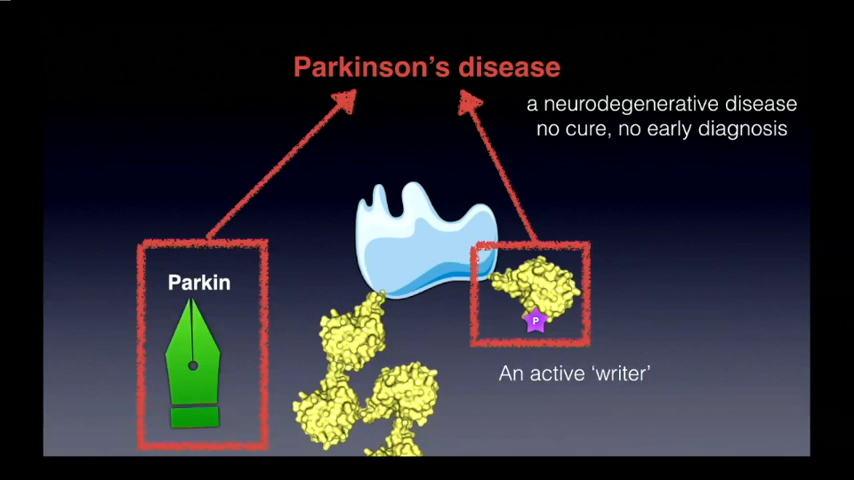 Parkinson's disease
a neurodegenerative disease
no cure, no early diagnosis
Parkin
P
An active ‘writer’